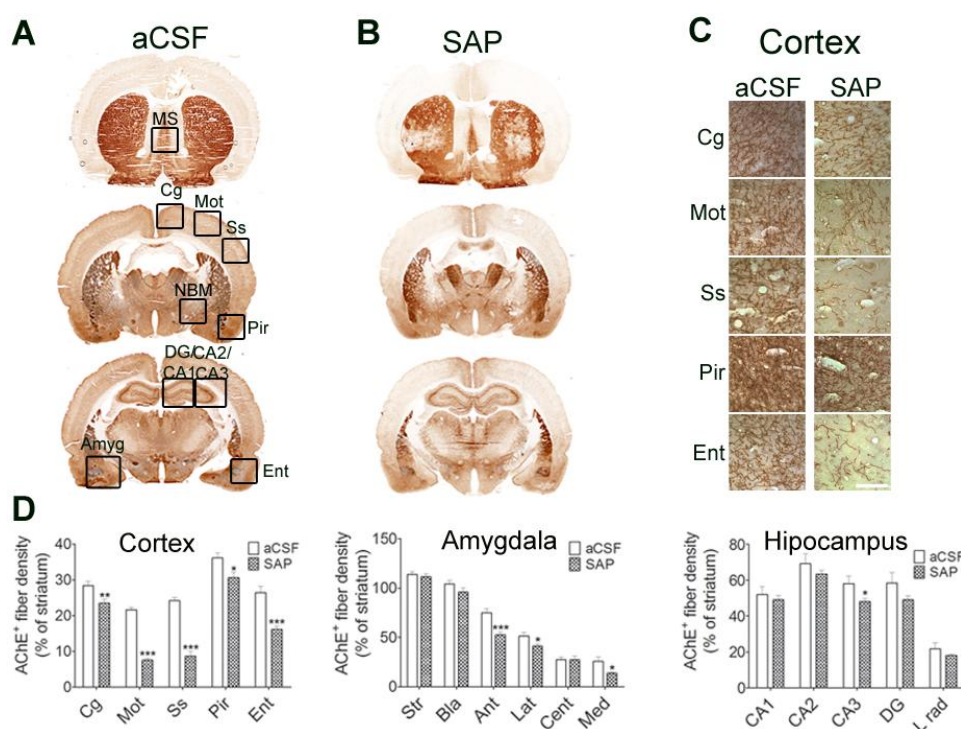 A
aCSF
MS
Cg
Mot
Ss
NBM
Pir
DG/CA2/
CA1 CA3
Amyg
Ent
B
SAP
C
Cortex
aCSF SAP
Cg
Mot
Ss
Pir
Ent
D
Cortex
AChE+ fiber density
(% of striatum)
40
30
20
10
0
aCSF
SAP
**
***
***
*
***
Cg Mot Ss Pir Ent
Amygdala
AChE+ fiber density
(% of striatum)
150
100
50
0
aCSF
SAP
***
*
*
Str Bla Ant Lat Cent Med
Hipocampus
AChE+ fiber density
(% of striatum)
80
60
40
20
0
aCSF
SAP
*
CA1 CA2 CA3 DG L rad